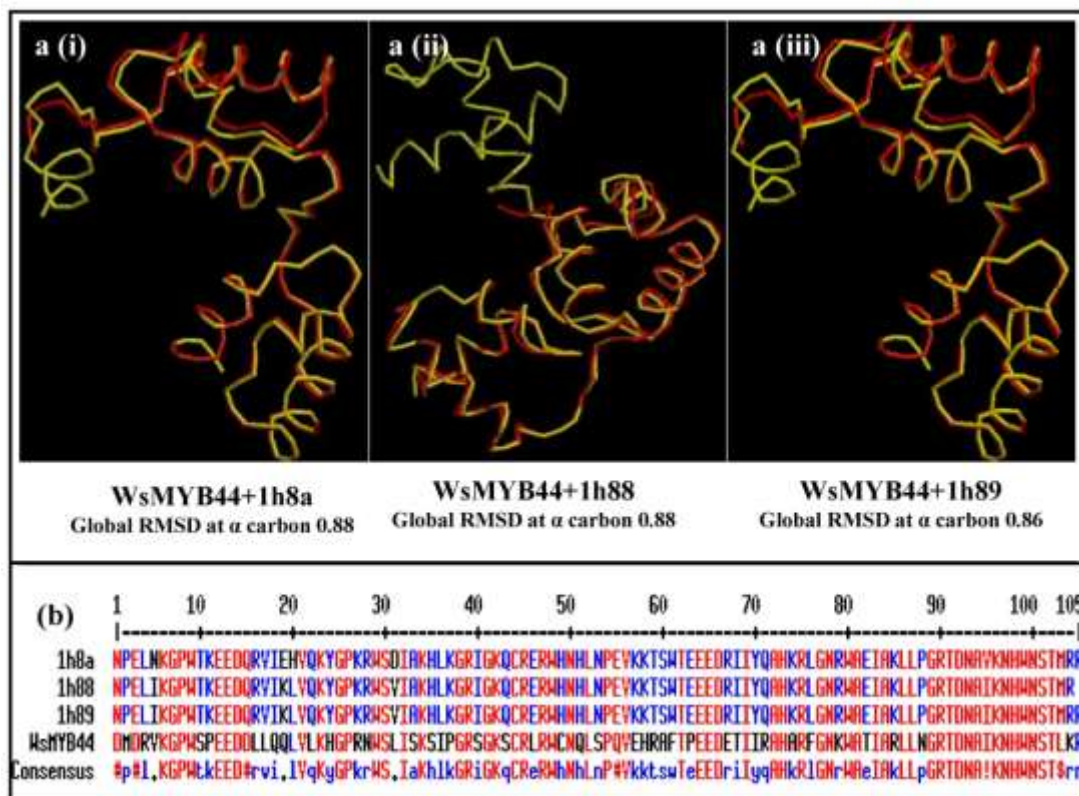 a (i) a (ii) a (iii)
WsMYB44+1h8a WsMYB44+1h88 WsMYB44+1h89
Global RMSD at α carbon 0.88 Global RMSD at α carbon 0.88 Global RMSD at α carbon 0.86
(b) 1 10 20 30 40 50 60 70 80 90 100 105
1h8a NPELNKGPWTKEEDQRVIEHVQKYGPKRWSDIAKHLKGRIGKQCRERWHNHLNPEVKKTSWTEEEDRIIYQAHKRLGNRWAEIAKLLPGRTDNAVKNHWNSTMRR
1h88 NPELIKGPWTKEEDQRVIKLVQKYGPKRWSVIAKHLKGRIGKQCRERWHNHLNPEVKKTSWTEEEDRIIYQAHKRLGNRWAEIAKLLPGRTDNAIKNHWNSTMRR
1h89 NPELIKGPWTKEEDQRVIKLVQKYGPKRWSVIAKHLKGRIGKQCRERWHNHLNPEVKKTSWTEEEDRIIYQAHKRLGNRWAEIAKLLPGRTDNAIKNHWNSTMRR
WsMYB44 DMDRVKGPWSPEEDDLLQQLVLKHGPRNWSLISKSIPGRSGKSCRLRWCNQLSPQVEHRAFTPEEDETIIRAHARFGNKWATIARLLNGRTDNAIKNHWNSTLKR
Consensus #p#l.KGPWtkEED#rvi.lVqKyGPkrWS.IaKhlkGRiGKqCReRWhNhLnP#VkktswTeEEDriIyqAHkRlGNrWAeIAkLLpGRTDNA!KNHWNST$rr